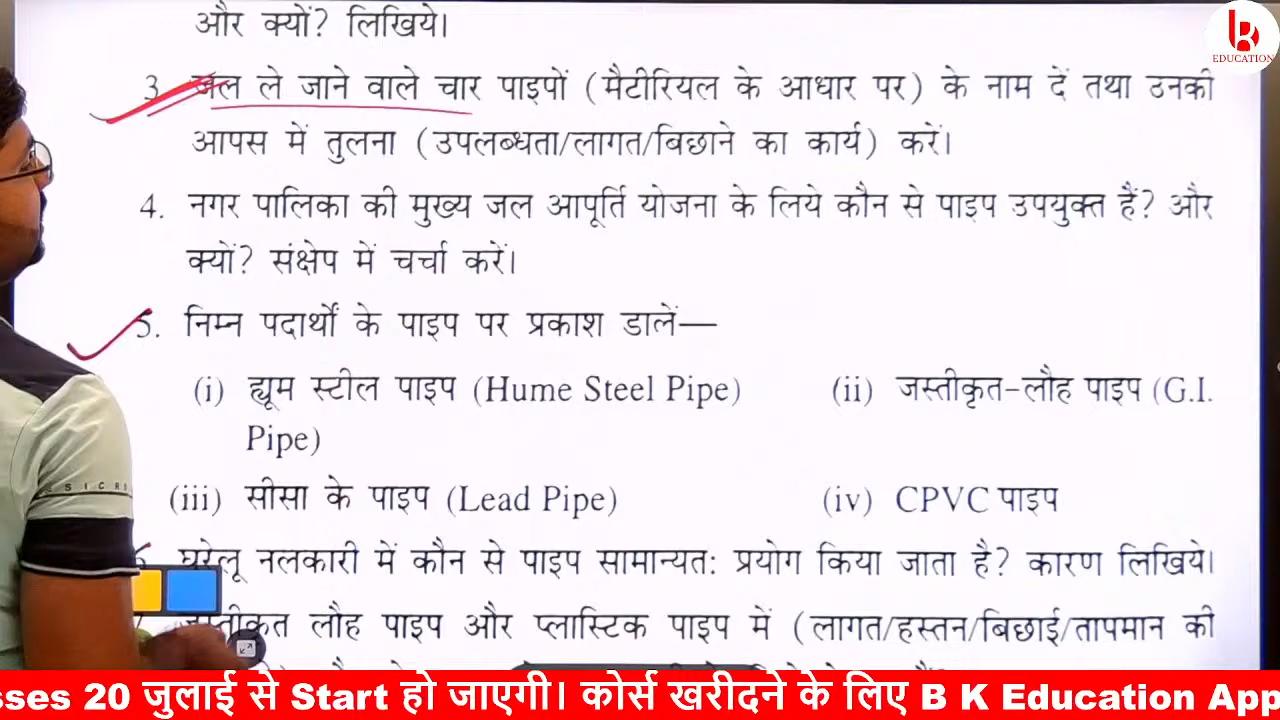 और क्यों? लिखिये।
3. जल ले जाने वाले चार पाइपों (मैटीरियल के आधार पर) के नाम दें तथा उनकी
आपस में तुलना (उपलब्धता/लागत/बिछाने का कार्य) करें।
4. नगर पालिका की मुख्य जल आपूर्ति योजना के लिये कौन से पाइप उपयुक्त हैं? और
क्यों? संक्षेप में चर्चा करें।
5. निम्न पदार्थों के पाइप पर प्रकाश डालें—
(i) ह्यूम स्टील पाइप (Hume Steel Pipe) (ii) जस्तीकृत-लौह पाइप (G.I.
Pipe)
(iii) सीसा के पाइप (Lead Pipe) (iv) CPVC पाइप
घरेलू नलकारी में कौन से पाइप सामान्यतः प्रयोग किया जाता है? कारण लिखिये।
जस्तीकृत लौह पाइप और प्लास्टिक पाइप में (लागत/हस्तन/बिछाई/तापमान की
sses 20 जुलाई से Start हो जाएगी। कोर्स खरीदने के लिए B K Education App
EDUCATION